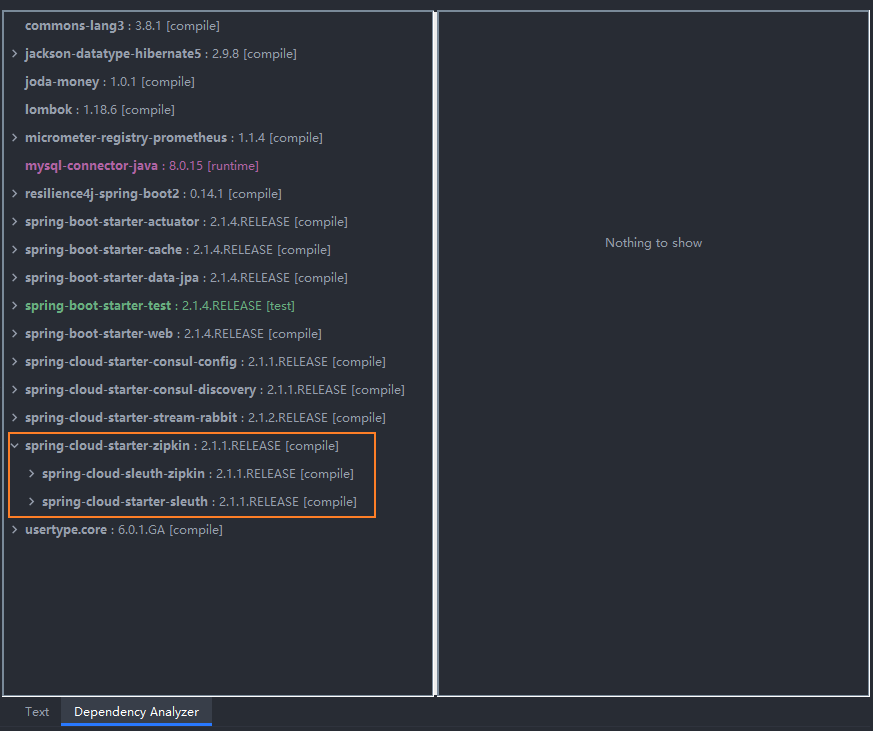 commons-lang3 : 3.8.1 [compile]
jackson-datatype-hibernate5 : 2.9.8 [compile]
joda-money : 1.0.1 [compile]
lombok : 1.18.6 [compile]
micrometer-registry-prometheus : 1.1.4 [compile]
mysql-connector-java : 8.0.15 [runtime]
resilience4j-spring-boot2 : 0.14.1 [compile]
spring-boot-starter-actuator : 2.1.4.RELEASE [compile]
spring-boot-starter-cache : 2.1.4.RELEASE [compile]
spring-boot-starter-data-jpa : 2.1.4.RELEASE [compile]
spring-boot-starter-test : 2.1.4.RELEASE [test]
spring-boot-starter-web : 2.1.4.RELEASE [compile]
spring-cloud-starter-consul-config : 2.1.1.RELEASE [compile]
spring-cloud-starter-consul-discovery : 2.1.1.RELEASE [compile]
spring-cloud-starter-stream-rabbit : 2.1.2.RELEASE [compile]
spring-cloud-starter-zipkin : 2.1.1.RELEASE [compile]
spring-cloud-sleuth-zipkin : 2.1.1.RELEASE [compile]
spring-cloud-starter-sleuth : 2.1.1.RELEASE [compile]
usertype.core : 6.0.1.GA [compile]
Nothing to show
Text
Dependency Analyzer